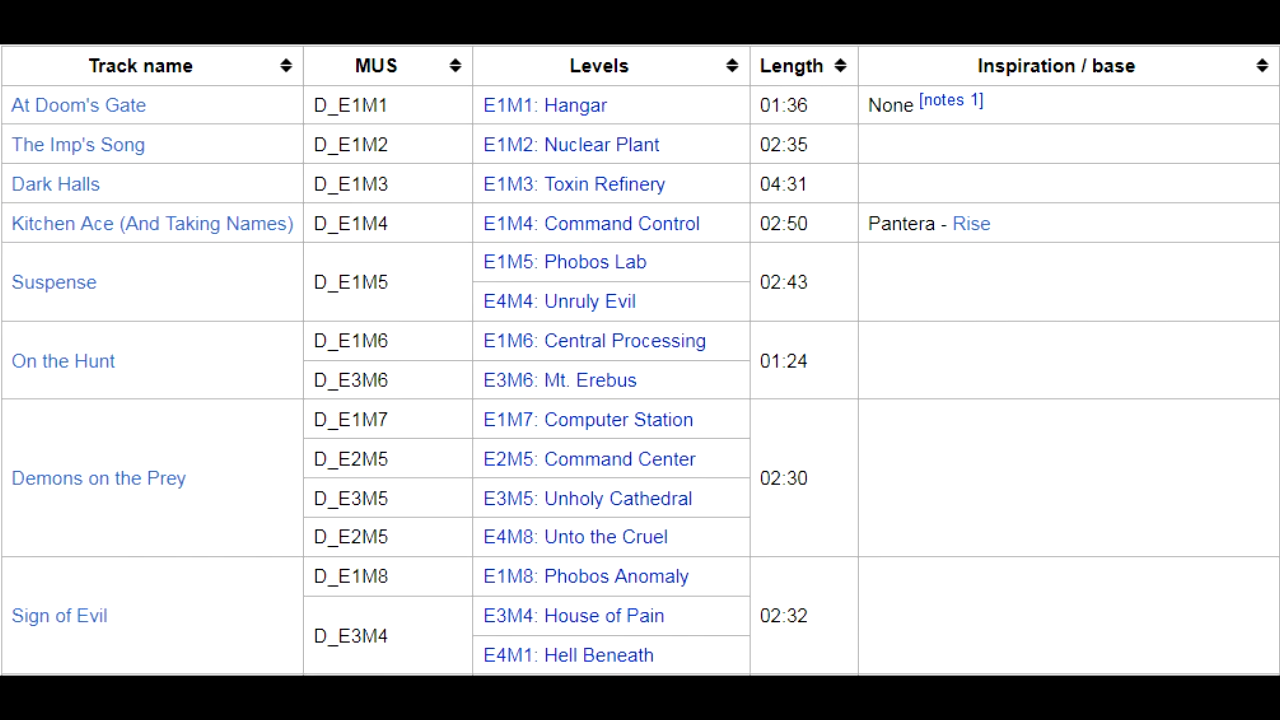 Track name MUS Levels Length Inspiration / base
At Doom's Gate D_E1M1 E1M1: Hangar 01:36 None [notes 1]
The Imp's Song D_E1M2 E1M2: Nuclear Plant 02:35
Dark Halls D_E1M3 E1M3: Toxin Refinery 04:31
Kitchen Ace (And Taking Names) D_E1M4 E1M4: Command Control 02:50 Pantera - Rise
Suspense D_E1M5 E1M5: Phobos Lab 02:43
E4M4: Unruly Evil
On the Hunt D_E1M6 E1M6: Central Processing 01:24
D_E3M6 E3M6: Mt. Erebus
Demons on the Prey D_E1M7 E1M7: Computer Station 02:30
D_E2M5 E2M5: Command Center
D_E3M5 E3M5: Unholy Cathedral
D_E2M5 E4M8: Unto the Cruel
Sign of Evil D_E1M8 E1M8: Phobos Anomaly 02:32
D_E3M4 E3M4: House of Pain
E4M1: Hell Beneath